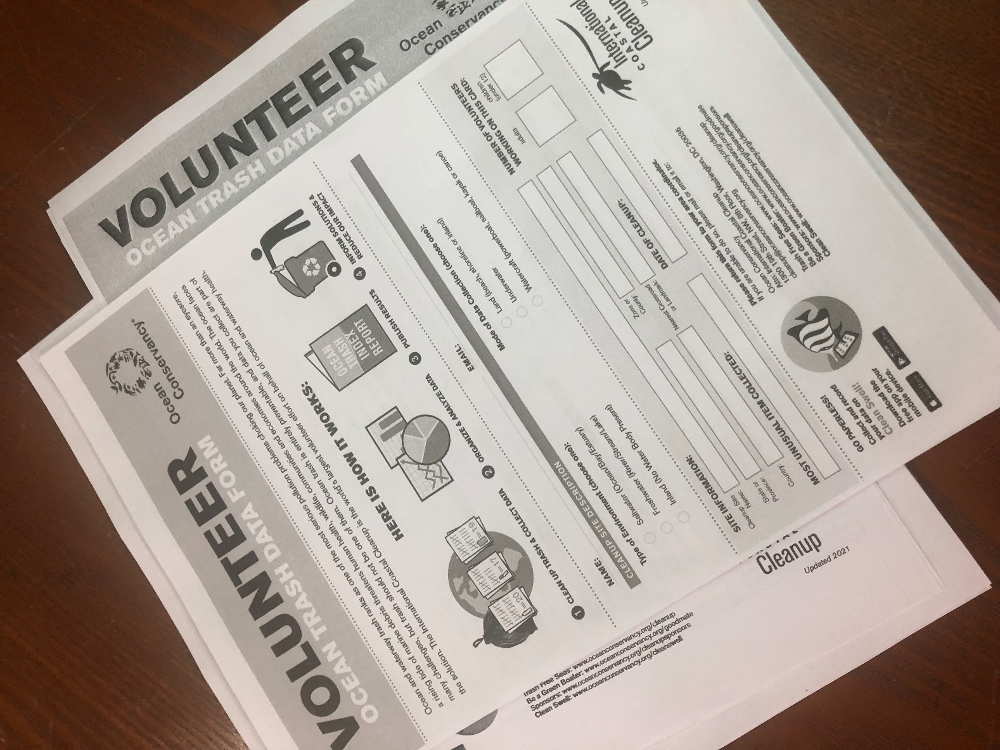 VOLUNTEER
OCEAN TRASH DATA FORM
Ocean
Conservancy
VOLUNTEER
OCEAN TRASH DATA FORM
Ocean
Conservancy®
Ocean and waterway trash ranks as one of the most serious pollution problems choking our planet. Far more than an eyesore,
a rising tide of marine debris threatens human health, wildlife, communities and economies around the world. The ocean faces
many challenges, but trash should not be one of them. Ocean trash is entirely preventable, and data you collect are part of
the solution. The International Coastal Cleanup is the world's largest volunteer effort on behalf of ocean and waterway health.
HERE IS HOW IT WORKS:
=20
=17
=19
OCEAN
TRASH
INDEX
REPORT
1 CLEAN UP TRASH & COLLECT DATA
2 ORGANIZE & ANALYZE DATA
3 PUBLISH RESULTS
4 INFORM SOLUTIONS &
REDUCE OUR IMPACT
NAME:
EMAIL:
CLEANUP SITE DESCRIPTION
Type of Environment (choose one):
Saltwater (Ocean/Bay/Estuary)
Freshwater (River/Stream/Lake)
Inland (No Water Body Present)
Mode of Data Collection (choose one):
Land (beach, shoreline or inland)
Underwater
Watercraft (powerboat, sailboat, kayak or canoe)
SITE INFORMATION:
Cleanup Site
Name:
State or
Province:
Country:
Zone or
County:
Nearest Crossroad
or Landmark:
NUMBER OF VOLUNTEERS
WORKING ON THIS CARD:
adults
children
(under 12)
MOST UNUSUAL ITEM COLLECTED:
DATE OF CLEANUP:
GO PAPERLESS!
Collect and record
your data on
Clean Swell!
Download the
free app on your
mobile device.
App Store
Google Play
Please return this form to your area coordinator.
If you are unable to do so, please mail or email it to:
Ocean Conservancy
Attn: International Coastal Cleanup
1300 19th Street, NW, 8th Floor, Washington, DC 20036
cleanup@oceanconservancy.org
Trash Free Seas: www.oceanconservancy.org/cleanup
Be a Green Boater: www.oceanconservancy.org/goodmate
Sponsors: www.oceanconservancy.org/cleanupsponsors
Clean Swell: www.oceanconservancy.org/cleanswell
International
COASTAL
Cleanup
Trash Free Seas: www.oceanconservancy.org/cleanup
Be a Green Boater: www.oceanconservancy.org/goodmate
Sponsors: www.oceanconservancy.org/cleanupsponsors
Clean Swell: www.oceanconservancy.org/cleanswell
Cleanup
Updated 2021